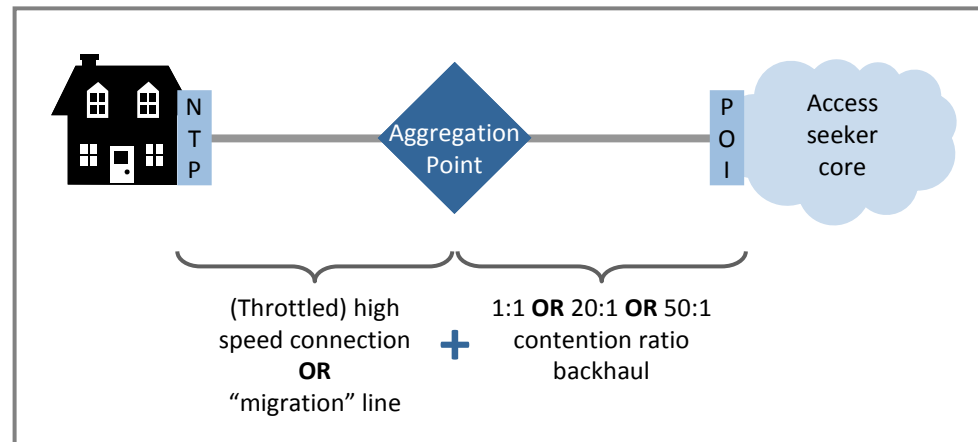 N
T
P
Aggregation
Point
P
O
I
Access
seeker
core
(Throttled) high
speed connection
OR
“migration” line
+
1:1 OR 20:1 OR 50:1
contention ratio
backhaul